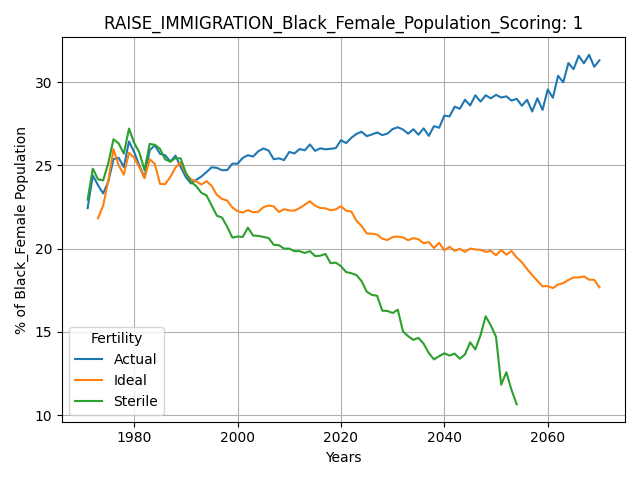 RAISE_IMMIGRATION_Black_Female_Population_Scoring: 1
% of Black_Female Population
30
25
20
15
10
Fertility
Actual
Ideal
Sterile
1980
2000
2020
2040
2060
Years